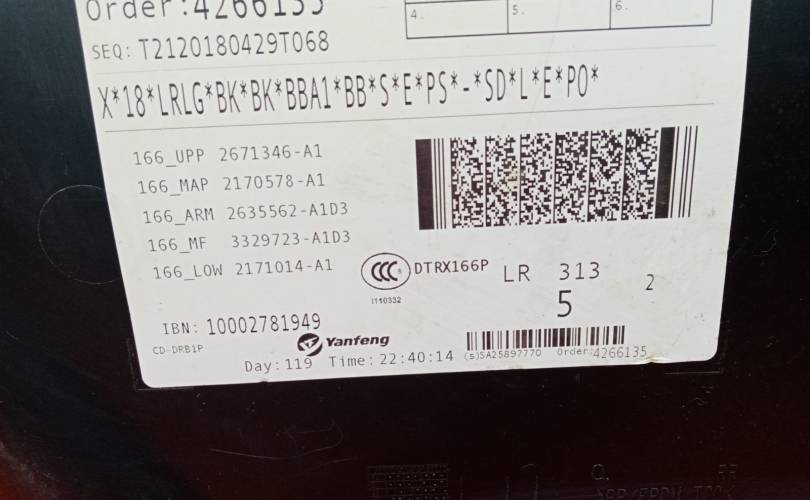 Order:4266135
4.
5.
6.
SEQ: T2120180429T068
X*18*LRLG*BK*BK*BBA1*BB*S*E*PS*-*SD*L*E*PO*
166_UPP 2671346-A1
166_MAP 2170578-A1
166_ARM 2635562-A1D3
166_MF 3329723-A1D3
166_LOW 2171014-A1
CCC
DTRX166P
I110332
LR 313 2
5
IBN: 10002781949
CD-DRB1P
Yanfeng
Day:119 Time:22:40:14
(s)SA25897770 Order:4266135